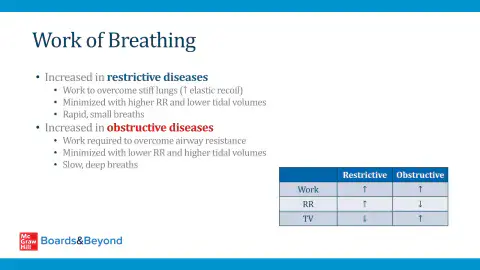 Work of Breathing
• Increased in restrictive diseases
• Work to overcome stiff lungs (↑ elastic recoil)
• Minimized with higher RR and lower tidal volumes
• Rapid, small breaths
• Increased in obstructive diseases
• Work required to overcome airway resistance
• Minimized with lower RR and higher tidal volumes
• Slow, deep breaths
Restrictive Obstructive
Work ↑ ↑
RR ↑ ↓
TV ↓ ↑
Mc
Graw
Hill
Boards&Beyond